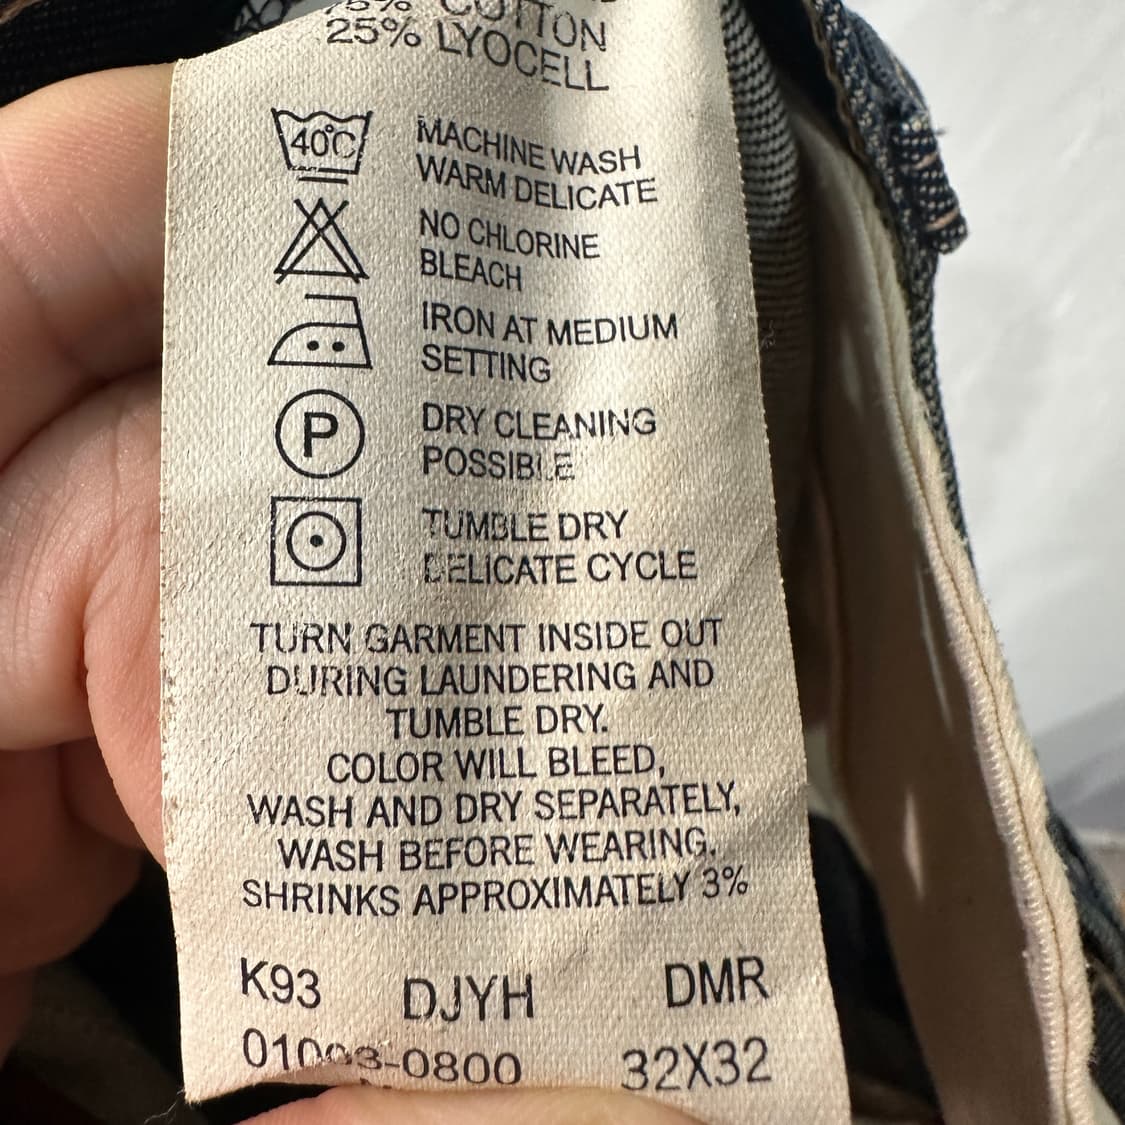 COTTON
25% LYOCELL
40°C
MACHINE WASH
WARM DELICATE
NO CHLORINE
BLEACH
IRON AT MEDIUM
SETTING
P
DRY CLEANING
POSSIBLE
TUMBLE DRY
DELICATE CYCLE
TURN GARMENT INSIDE OUT
DURING LAUNDERING AND
TUMBLE DRY.
COLOR WILL BLEED,
WASH AND DRY SEPARATELY,
WASH BEFORE WEARING.
SHRINKS APPROXIMATELY 3%
K93 DJYH DMR
32X32